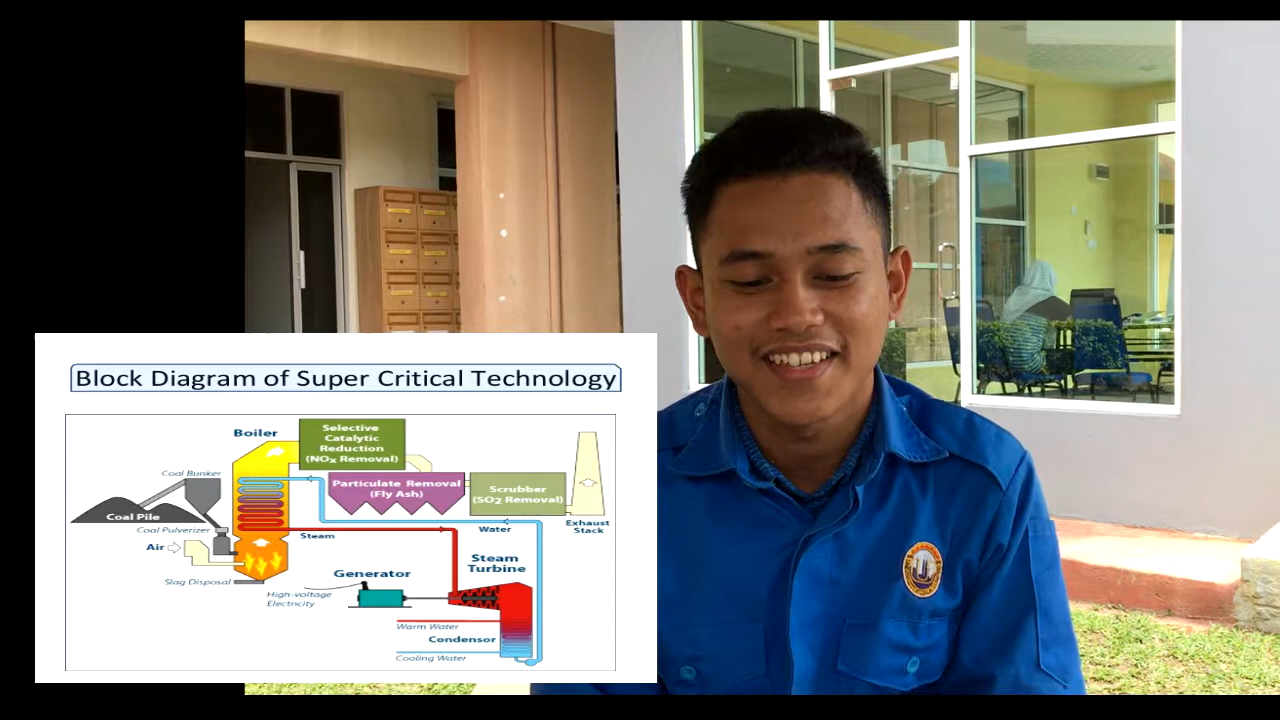 Block Diagram of Super Critical Technology
Boiler
Selective
Catalytic
Reduction
(NOx Removal)
Coal Bunker
Particulate Removal
(Fly Ash)
Scrubber
(SO2 Removal)
Coal Pile
Coal Pulverizer
Exhaust
Stack
Water
Steam
Air
Steam
Turbine
Generator
Slag Disposal
High-voltage
Electricity
Warm Water
Condensor
Cooling Water